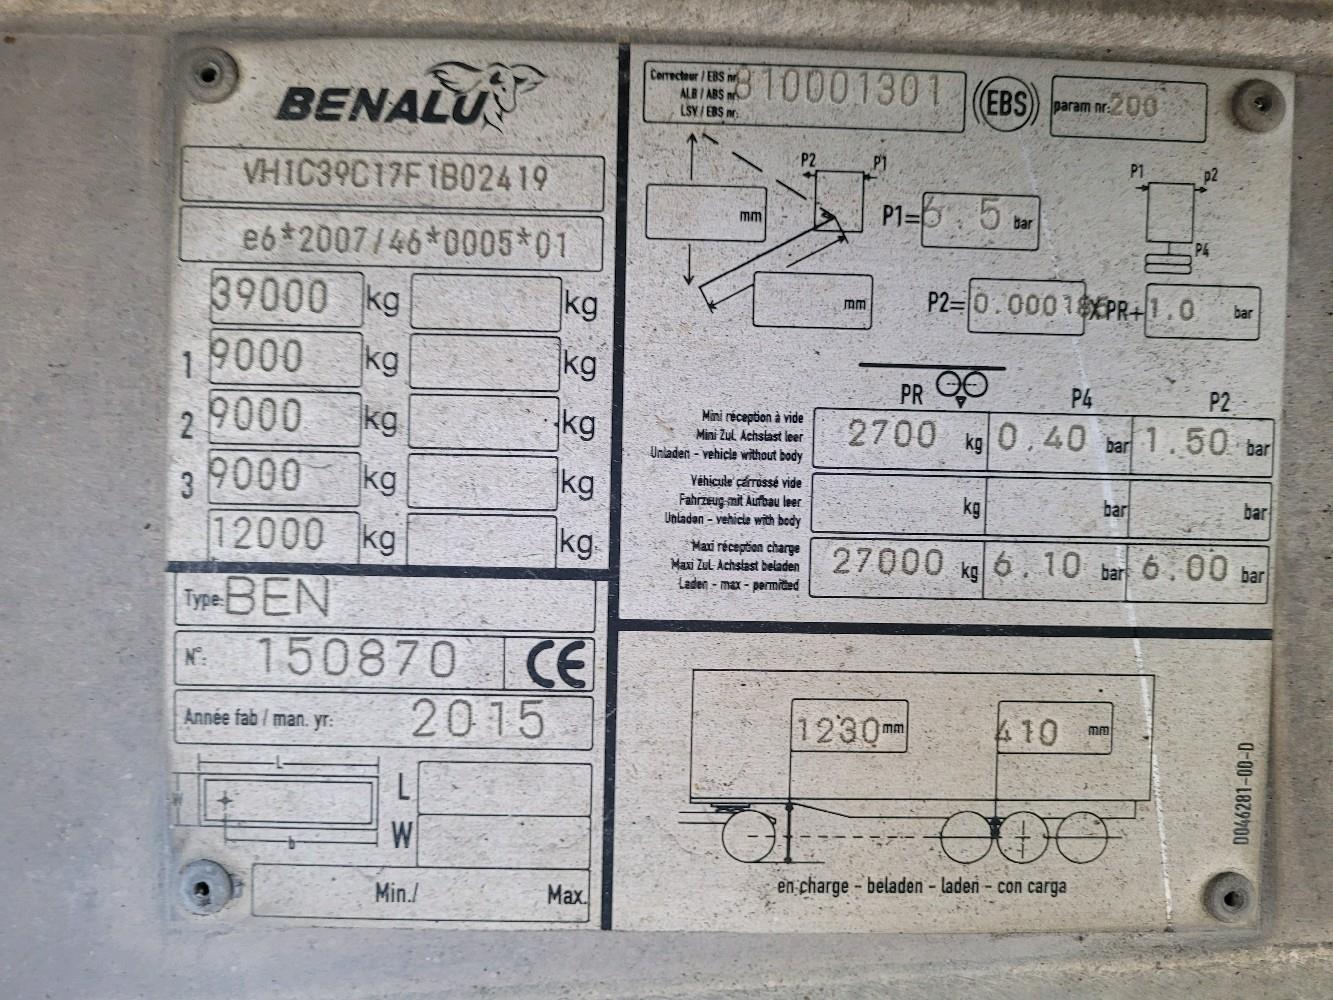 BENALU
VH1C39C17F1B02419
e6*2007/46*0005*01
39000 kg kg
1 9000 kg kg
2 9000 kg kg
3 9000 kg kg
12000 kg kg
Type: BEN
N°: 150870 CE
Année fab / man. yr: 2015
L
W
b
L
W
Min./ Max.
Correcteur / EBS nr: 810001301
ALB / ABS nr:
LSV / EBS nr:
EBS
param nr: 200
P2 P1
mm
mm
P1= 6.5 bar
P1 p2
P4
P2= 0.000185 X PR+ 1.0 bar
PR P4 P2
Mini réception à vide
Mini Zul. Achslast leer
Unladen - vehicle without body
2700 kg 0.40 bar 1.50 bar
Véhicule carrossé vide
Fahrzeug mit Aufbau leer
Unladen - vehicle with body
kg bar bar
Maxi réception charge
Maxi Zul. Achslast beladen
Laden - max - permitted
27000 kg 6.10 bar 6.00 bar
1230 mm 410 mm
en charge - beladen - laden - con carga
D046281-00-D